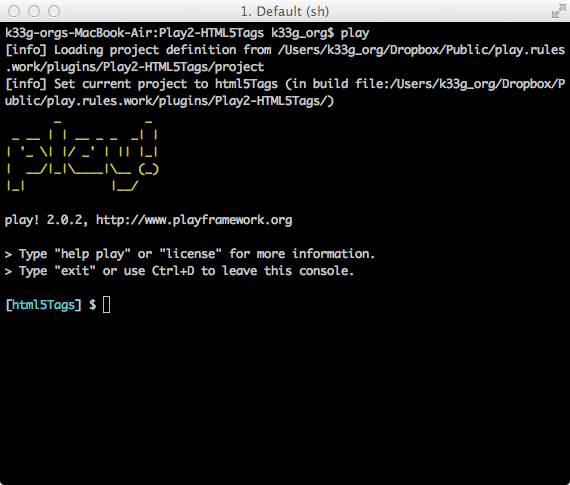 1. Default (sh)
k33g-orgs-MacBook-Air:Play2-HTML5Tags k33g_org$ play
[info] Loading project definition from /Users/k33g_org/Dropbox/Public/play.rules
.work/plugins/Play2-HTML5Tags/project
[info] Set current project to html5Tags (in build file:/Users/k33g_org/Dropbox/P
ublic/play.rules.work/plugins/Play2-HTML5Tags/)
       _            _
 _ __ | | __ _ _  _| |
| '_ \| |/ _' | || |_|
|  __/|_|\____|\__ (_)
|_|            |__/
play! 2.0.2, http://www.playframework.org
> Type "help play" or "license" for more information.
> Type "exit" or use Ctrl+D to leave this console.
[html5Tags] $